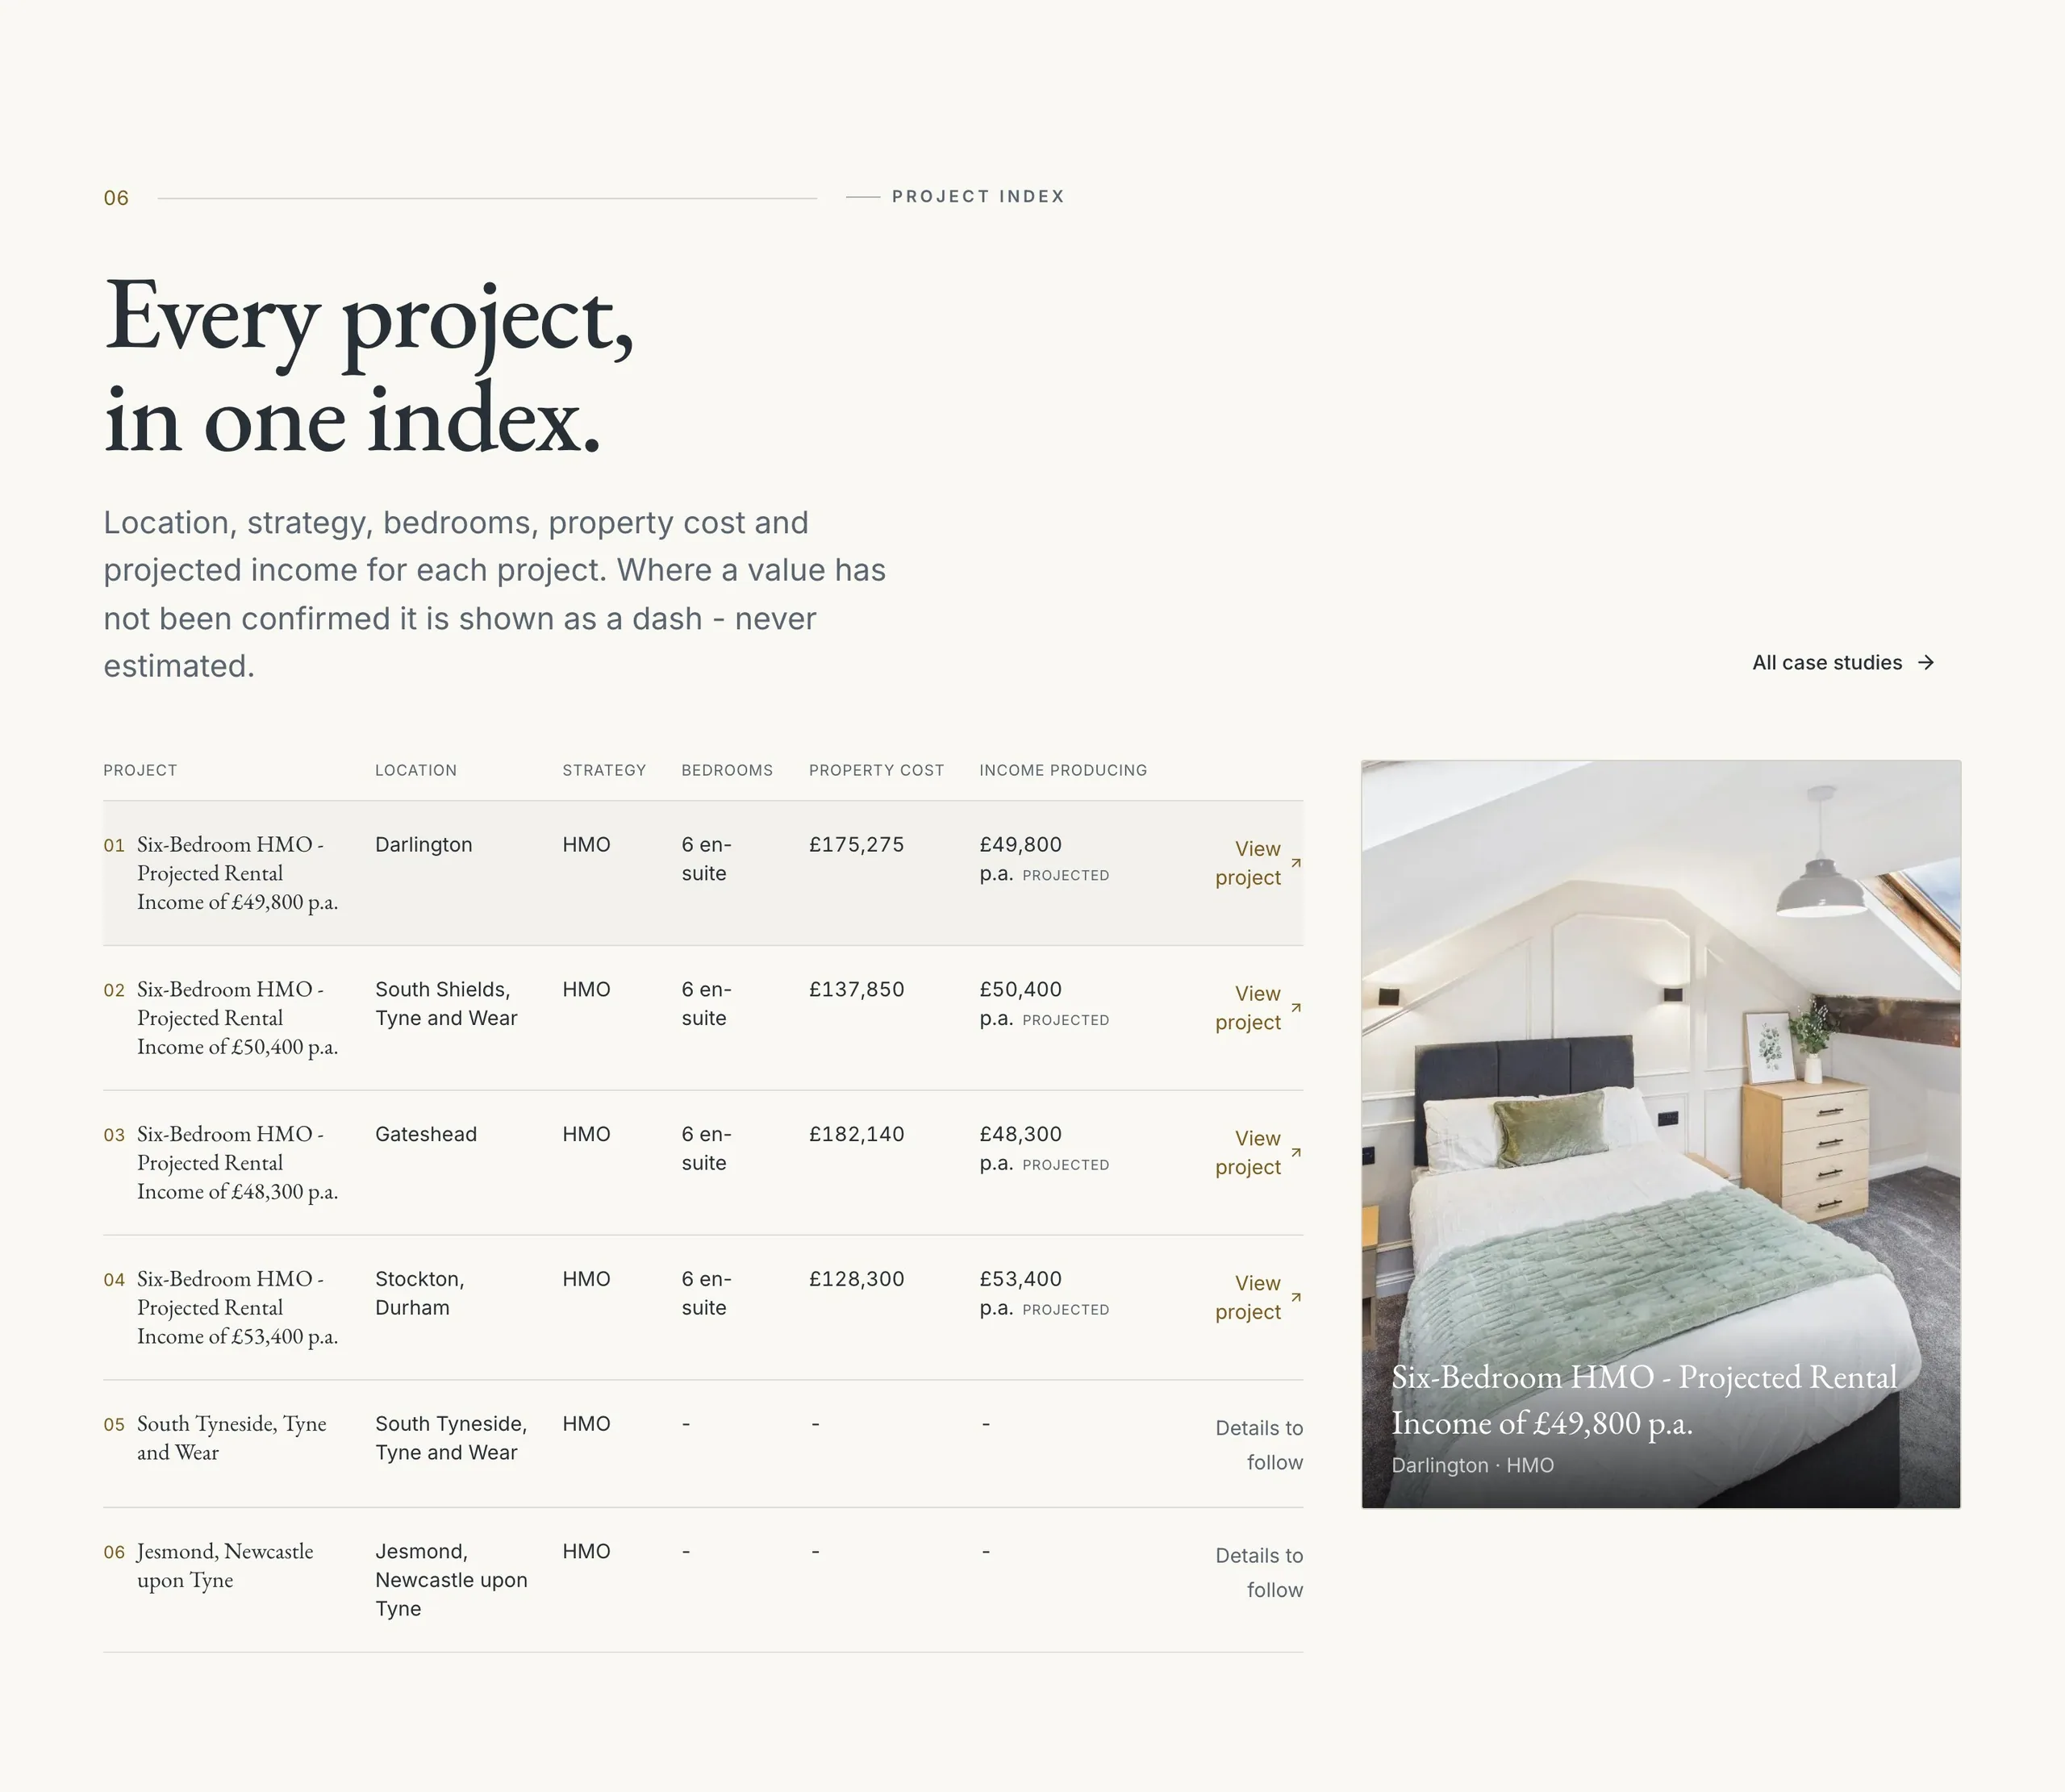 06
PROJECT INDEX
Every project,
in one index.
Location, strategy, bedrooms, property cost and
projected income for each project. Where a value has
not been confirmed it is shown as a dash - never
estimated.
All case studies →
PROJECT LOCATION STRATEGY BEDROOMS PROPERTY COST INCOME PRODUCING
01 Six-Bedroom HMO - Darlington HMO 6 en- £175,275 £49,800 View
Projected Rental suite p.a. PROJECTED project ↗
Income of £49,800 p.a.
02 Six-Bedroom HMO - South Shields, HMO 6 en- £137,850 £50,400 View
Projected Rental Tyne and Wear suite p.a. PROJECTED project ↗
Income of £50,400 p.a.
03 Six-Bedroom HMO - Gateshead HMO 6 en- £182,140 £48,300 View
Projected Rental suite p.a. PROJECTED project ↗
Income of £48,300 p.a.
04 Six-Bedroom HMO - Stockton, HMO 6 en- £128,300 £53,400 View
Projected Rental Durham suite p.a. PROJECTED project ↗
Income of £53,400 p.a.
05 South Tyneside, Tyne South Tyneside, HMO - - - Details to
and Wear Tyne and Wear follow
06 Jesmond, Newcastle Jesmond, HMO - - - Details to
upon Tyne Newcastle upon follow
Tyne
Six-Bedroom HMO - Projected Rental
Income of £49,800 p.a.
Darlington · HMO